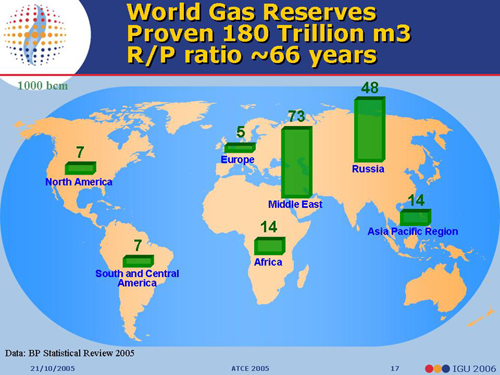 World Gas Reserves
Proven 180 Trillion m3
R/P ratio ~66 years
1000 bcm
48
73
5
Europe
7
North America
Russia
Middle East
14
Asia Pacific Region
14
Africa
7
South and Central
America
Data: BP Statistical Review 2005
21/10/2005 ATCE 2005 17 IGU 2006